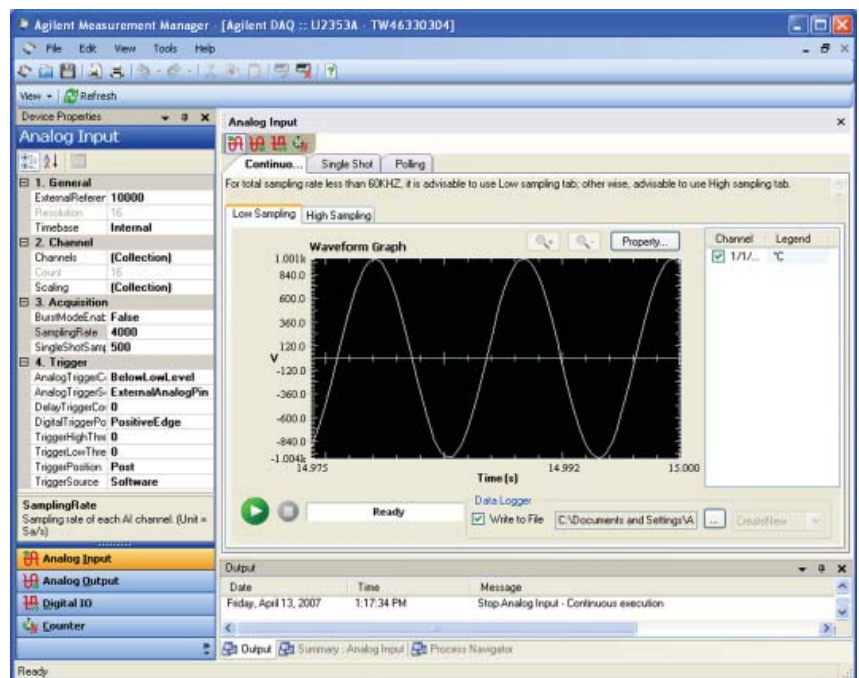 Agilent Measurement Manager - [Agilent DAQ :: U2353A - TW46330304]
File Edit View Tools Help
View Refresh
Device Properties
Analog Input
1. General
ExternalReferer 10000
Resolution 16
Timebase Internal
2. Channel
Channels (Collection)
Count 16
Scaling (Collection)
3. Acquisition
BurstModeEnat False
SamplingRate 4000
SingleShotSamp 500
4. Trigger
AnalogTriggerC BelowLowLevel
AnalogTriggerS ExternalAnalogPin
DelayTriggerCou 0
DigitalTriggerPo PositiveEdge
TriggerHighThre 0
TriggerLowThre 0
TriggerPosition Post
TriggerSource Software
SamplingRate
Sampling rate of each AI channel. (Unit = Sa/s)
Analog Input
Analog Output
Digital IO
Counter
Analog Input
Continuo... Single Shot Polling
For total sampling rate less than 60KHZ, it is advisable to use Low sampling tab; other wise, advisable to use High sampling tab.
Low Sampling High Sampling
Waveform Graph
Property...
Channel Legend
1/1/... °C
1.001k
840.0
600.0
360.0
120.0
V
-120.0
-360.0
-600.0
-840.0
-1.004k
14.975 14.992 15.000
Time (s)
Ready
Data Logger
Write to File C:\Documents and Settings\A ... CreateNew
Output
Date Time Message
Friday, April 13, 2007 1:17:34 PM Stop Analog Input - Continuous execution
Output Summary : Analog Input Process Navigator
Ready